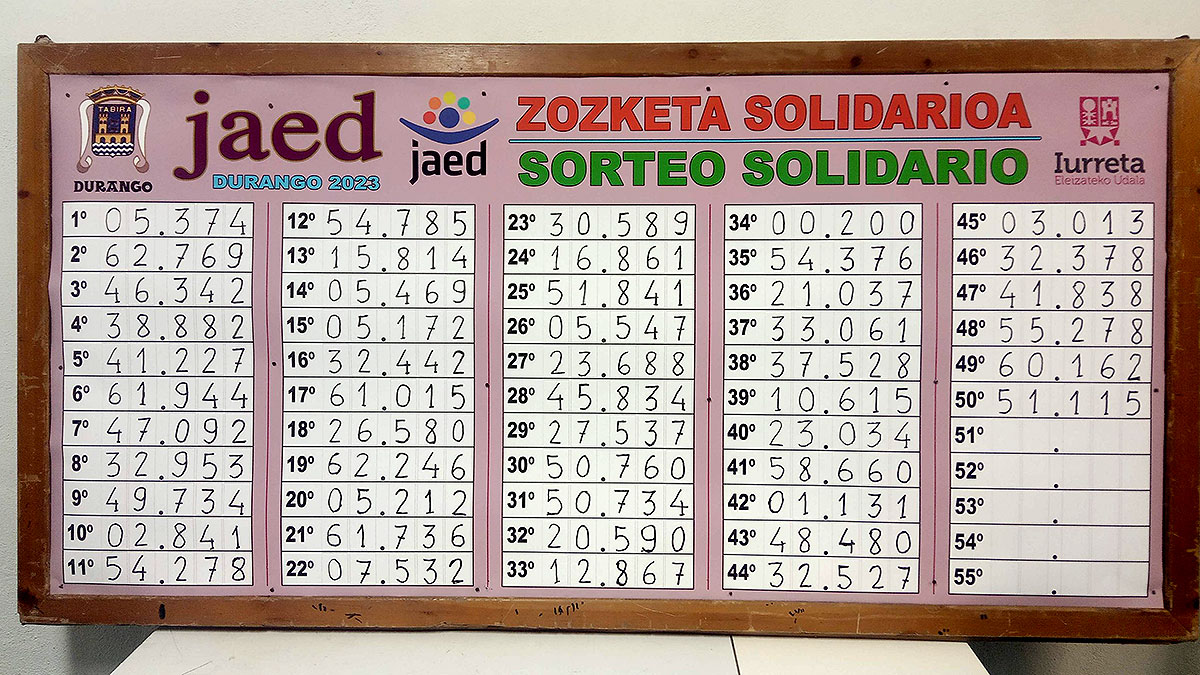 TABIRA
DURANGO
jaed
DURANGO 2023
jaed
ZOZKETA SOLIDARIOA
SORTEO SOLIDARIO
Iurreta
Eleizateko Udala
1º 05.374
2º 62.769
3º 46.342
4º 38.882
5º 41.227
6º 61.944
7º 47.092
8º 32.953
9º 49.734
10º 02.841
11º 54.278
12º 54.785
13º 15.814
14º 05.469
15º 05.172
16º 32.442
17º 61.015
18º 26.580
19º 62.246
20º 05.212
21º 61.736
22º 07.532
23º 30.589
24º 16.861
25º 51.841
26º 05.547
27º 23.688
28º 45.834
29º 27.537
30º 50.760
31º 50.734
32º 20.590
33º 12.867
34º 00.200
35º 54.376
36º 21.037
37º 33.061
38º 37.528
39º 10.615
40º 23.034
41º 58.660
42º 01.131
43º 48.480
44º 32.527
45º 03.013
46º 32.378
47º 41.838
48º 55.278
49º 60.162
50º 51.115
51º .
52º .
53º .
54º .
55º .